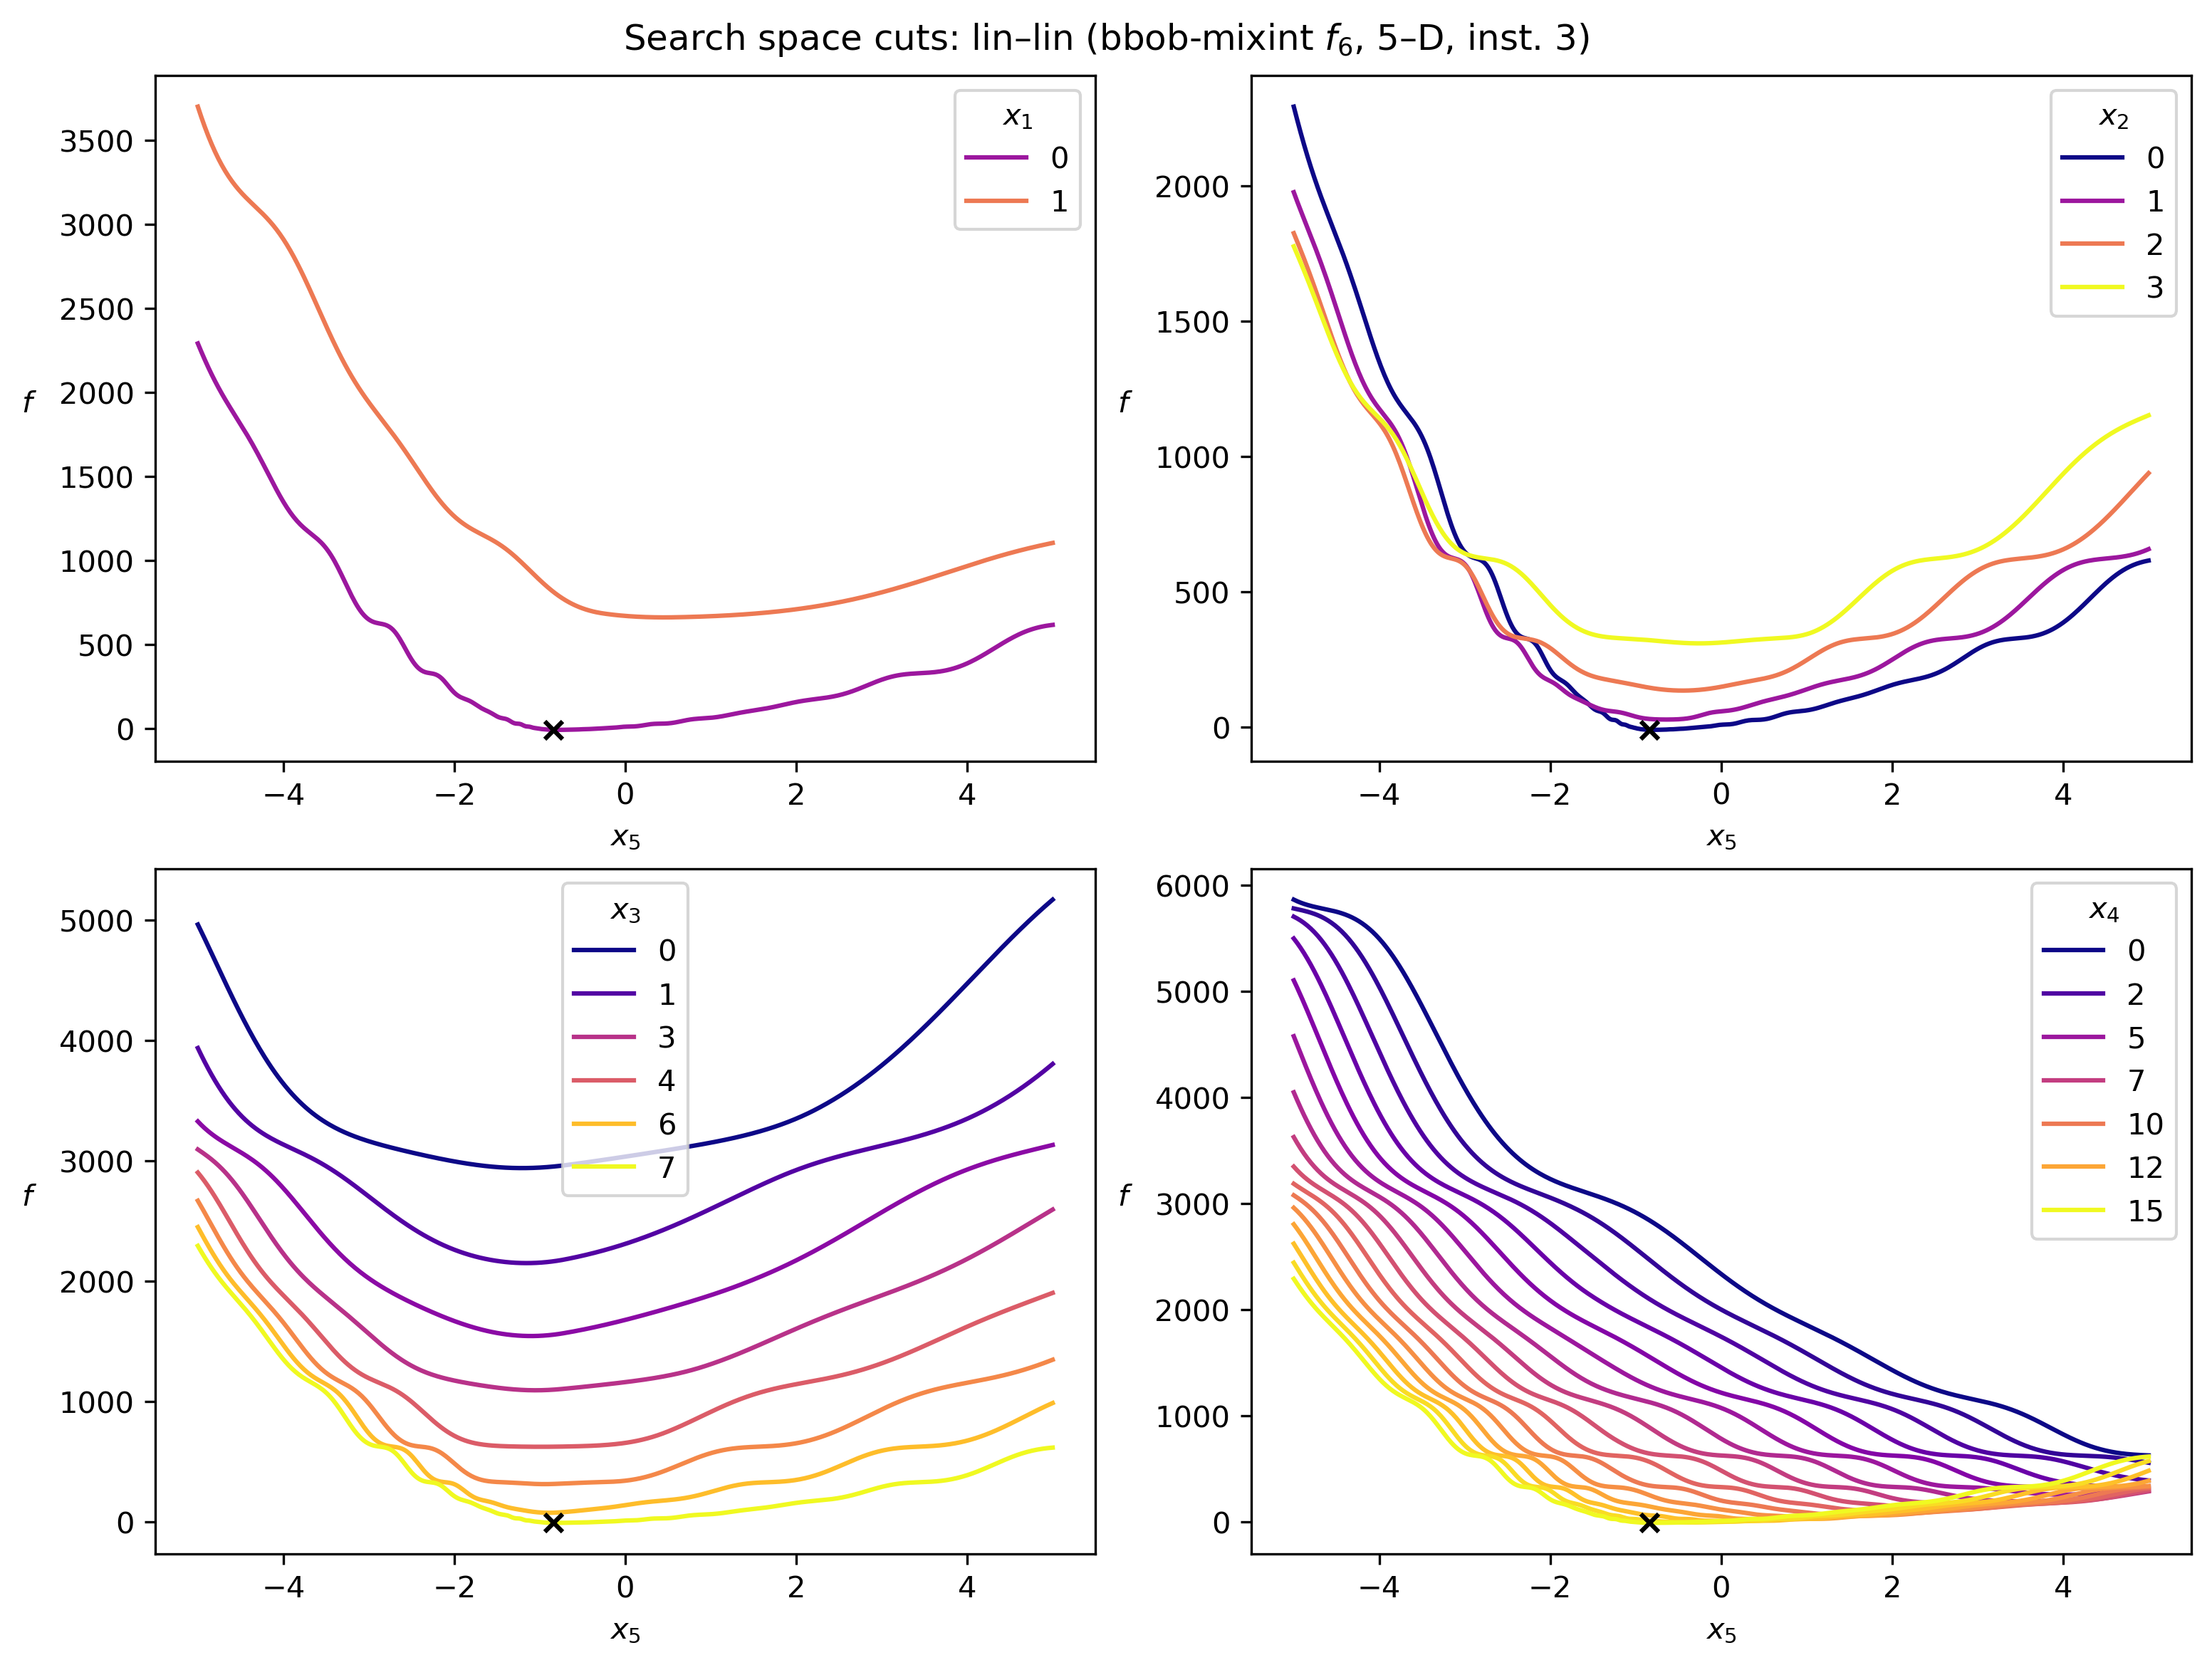 Search space cuts: lin–lin (bbob-mixint f₆, 5–D, inst. 3)
x₁
0
1
3500
3000
2500
2000
1500
1000
500
0
f
−4 −2 0 2 4
x₅
x₂
0
1
2
3
2000
1500
1000
500
0
f
−4 −2 0 2 4
x₅
x₃
0
1
3
4
6
7
5000
4000
3000
2000
1000
0
f
−4 −2 0 2 4
x₅
x₄
0
2
5
7
10
12
15
6000
5000
4000
3000
2000
1000
0
f
−4 −2 0 2 4
x₅